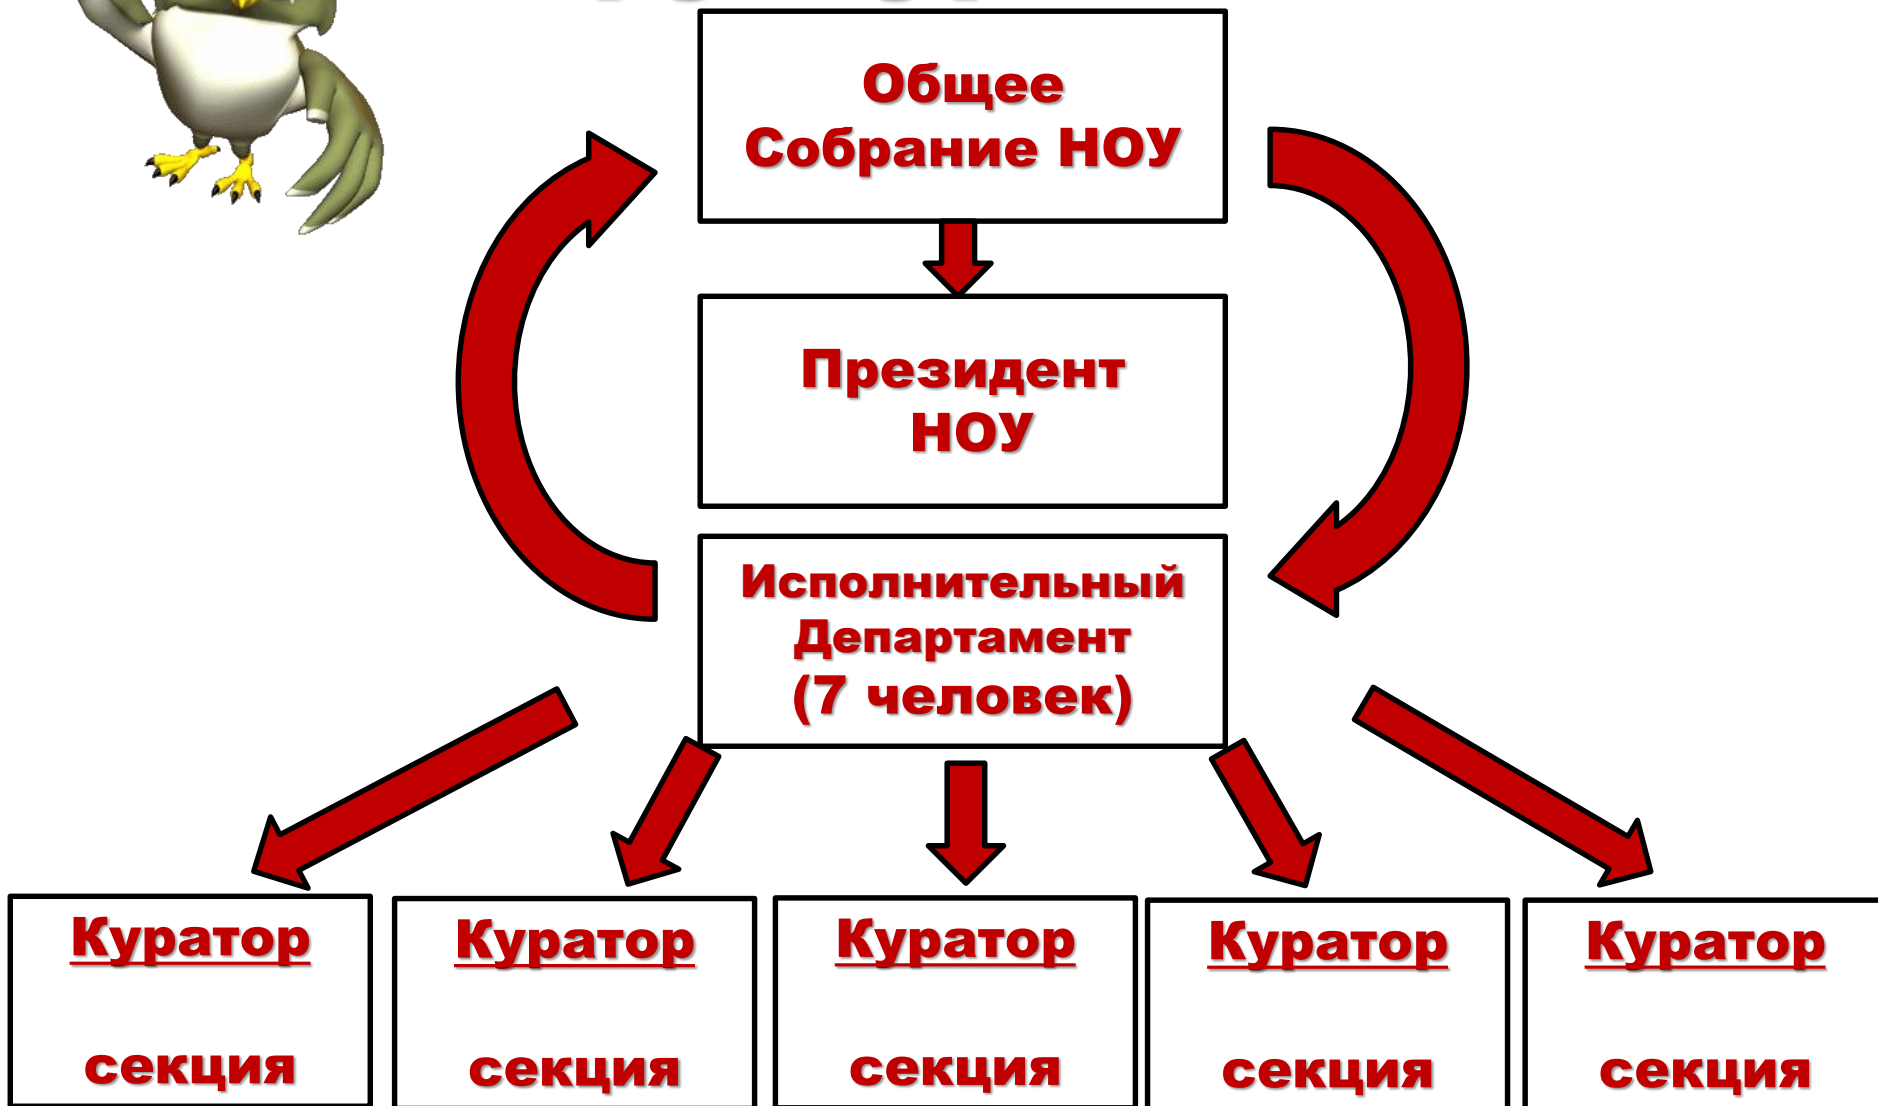 Общее
Собрание НОУ
Президент
НОУ
Исполнительный
Департамент
(7 человек)
Куратор
секция
Куратор
секция
Куратор
секция
Куратор
секция
Куратор
секция